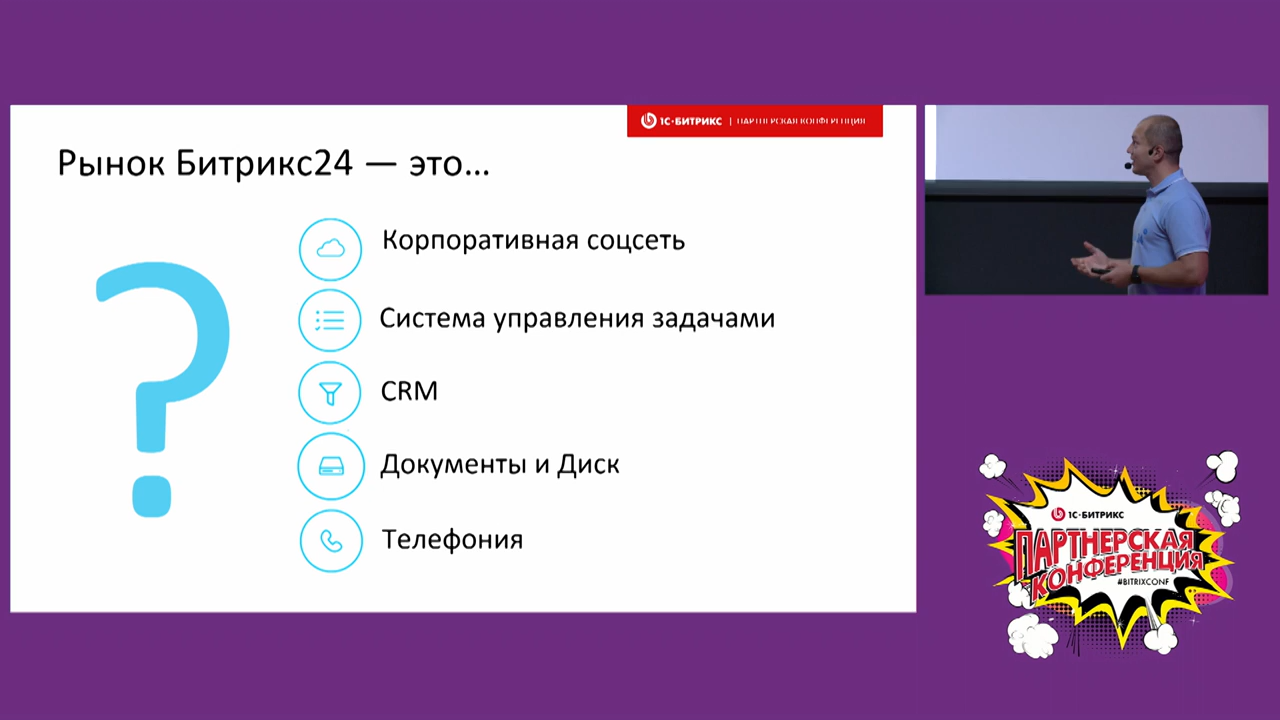 1С·БИТРИКС | ПАРТНЕРСКАЯ КОНФЕРЕНЦИЯ
Рынок Битрикс24 — это...
Корпоративная соцсеть
Система управления задачами
CRM
Документы и Диск
Телефония
1С·БИТРИКС
ПАРТНЕРСКАЯ
КОНФЕРЕНЦИЯ
#BITRIXCONF